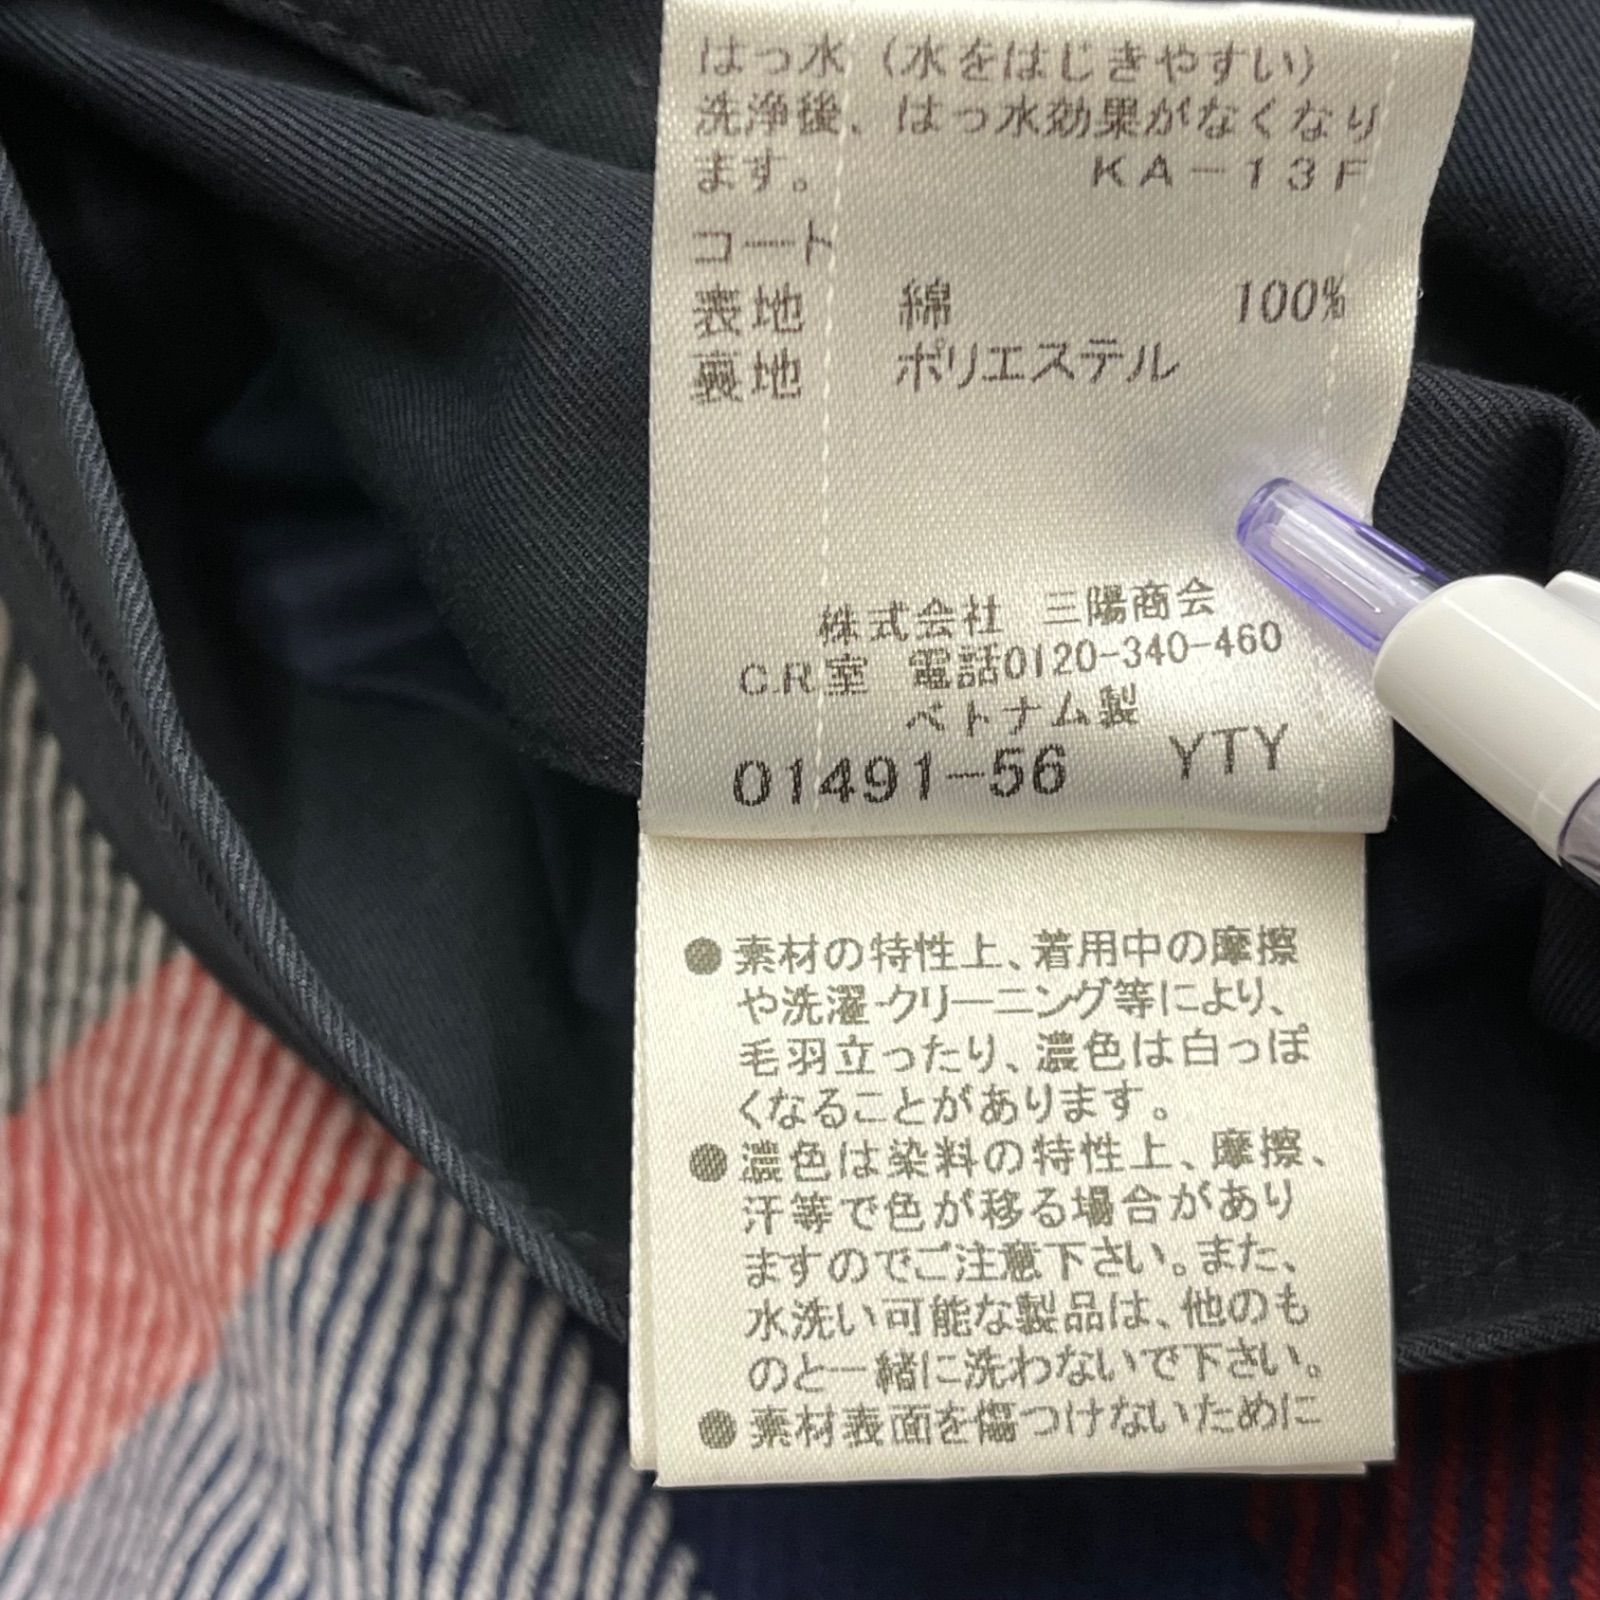 はっ水（水をはじきやすい）
洗浄後、はっ水効果がなくなり
ます。 KA－13F
コート
表地 綿 100%
裏地 ポリエステル
株式会社 三陽商会
C.R室 電話0120-340-460
ベトナム製
01491-56 YTY
●素材の特性上、着用中の摩擦
や洗濯・クリーニング等により、
毛羽立ったり、濃色は白っぽ
くなることがあります。
●濃色は染料の特性上、摩擦、
汗等で色が移る場合があり
ますのでご注意下さい。また、
水洗い可能な製品は、他のも
のと一緒に洗わないで下さい。
●素材表面を傷つけないために